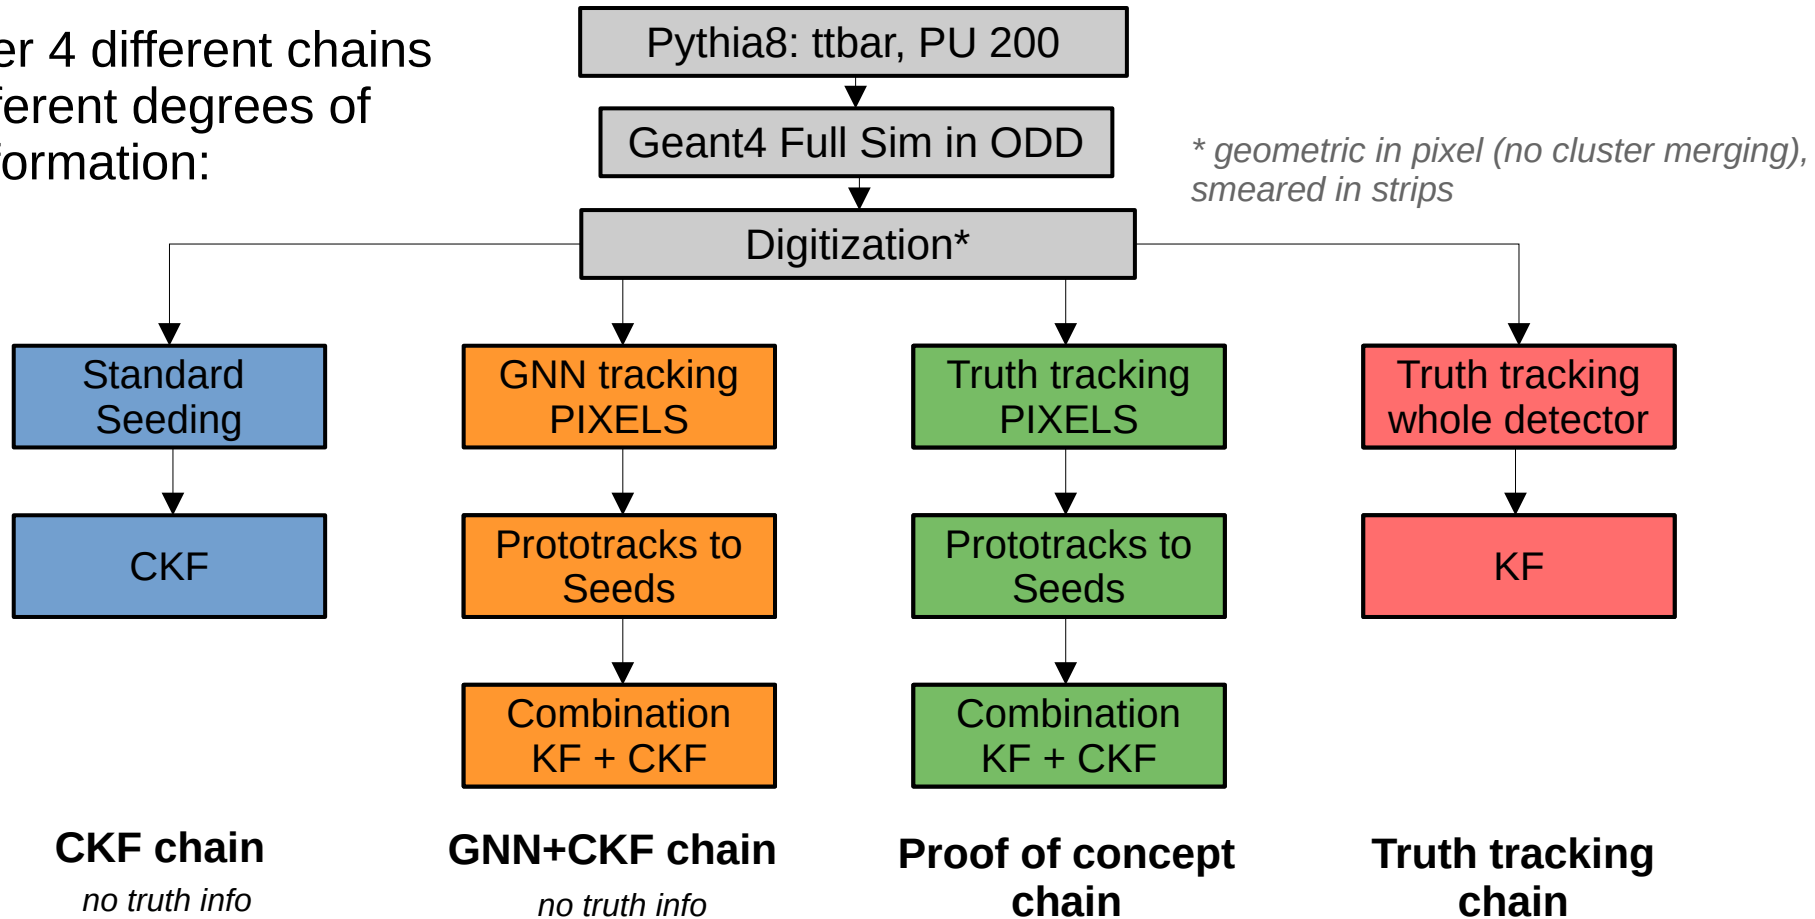 er 4 different chains
ferent degrees of
formation:
Pythia8: ttbar, PU 200
Geant4 Full Sim in ODD
* geometric in pixel (no cluster merging),
smeared in strips
Digitization*
Standard
Seeding
GNN tracking
PIXELS
Truth tracking
PIXELS
Truth tracking
whole detector
CKF
Prototracks to
Seeds
Prototracks to
Seeds
KF
Combination
KF + CKF
Combination
KF + CKF
CKF chain
no truth info
GNN+CKF chain
no truth info
Proof of concept
chain
Truth tracking
chain